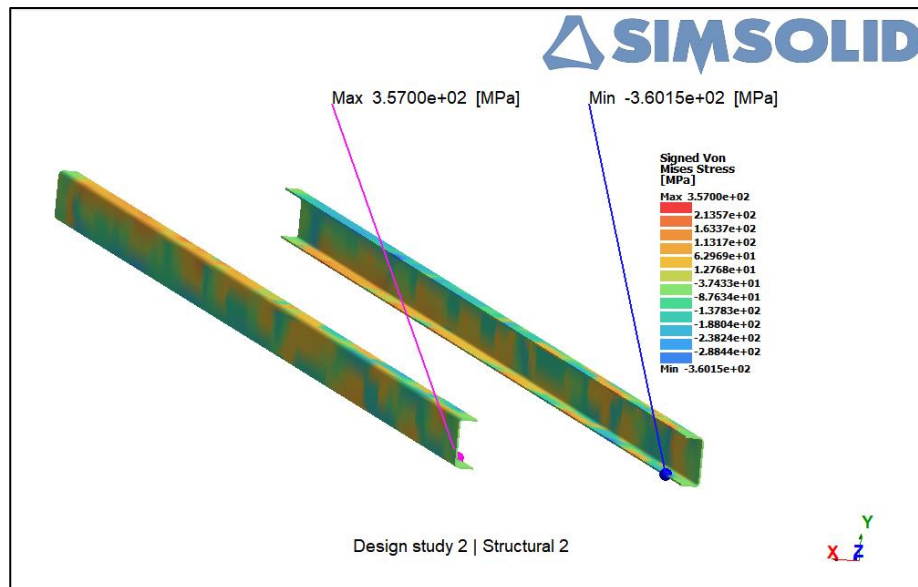 SIMSOLID
Max 3.5700e+02 [MPa]
Min -3.6015e+02 [MPa]
Signed Von
Mises Stress
[MPa]
Max 3.5700e+02
2.1357e+02
1.6337e+02
1.1317e+02
6.2969e+01
1.2768e+01
-3.7433e+01
-8.7634e+01
-1.3783e+02
-1.8804e+02
-2.3824e+02
-2.8844e+02
Min -3.6015e+02
Design study 2 | Structural 2
Y
X Z